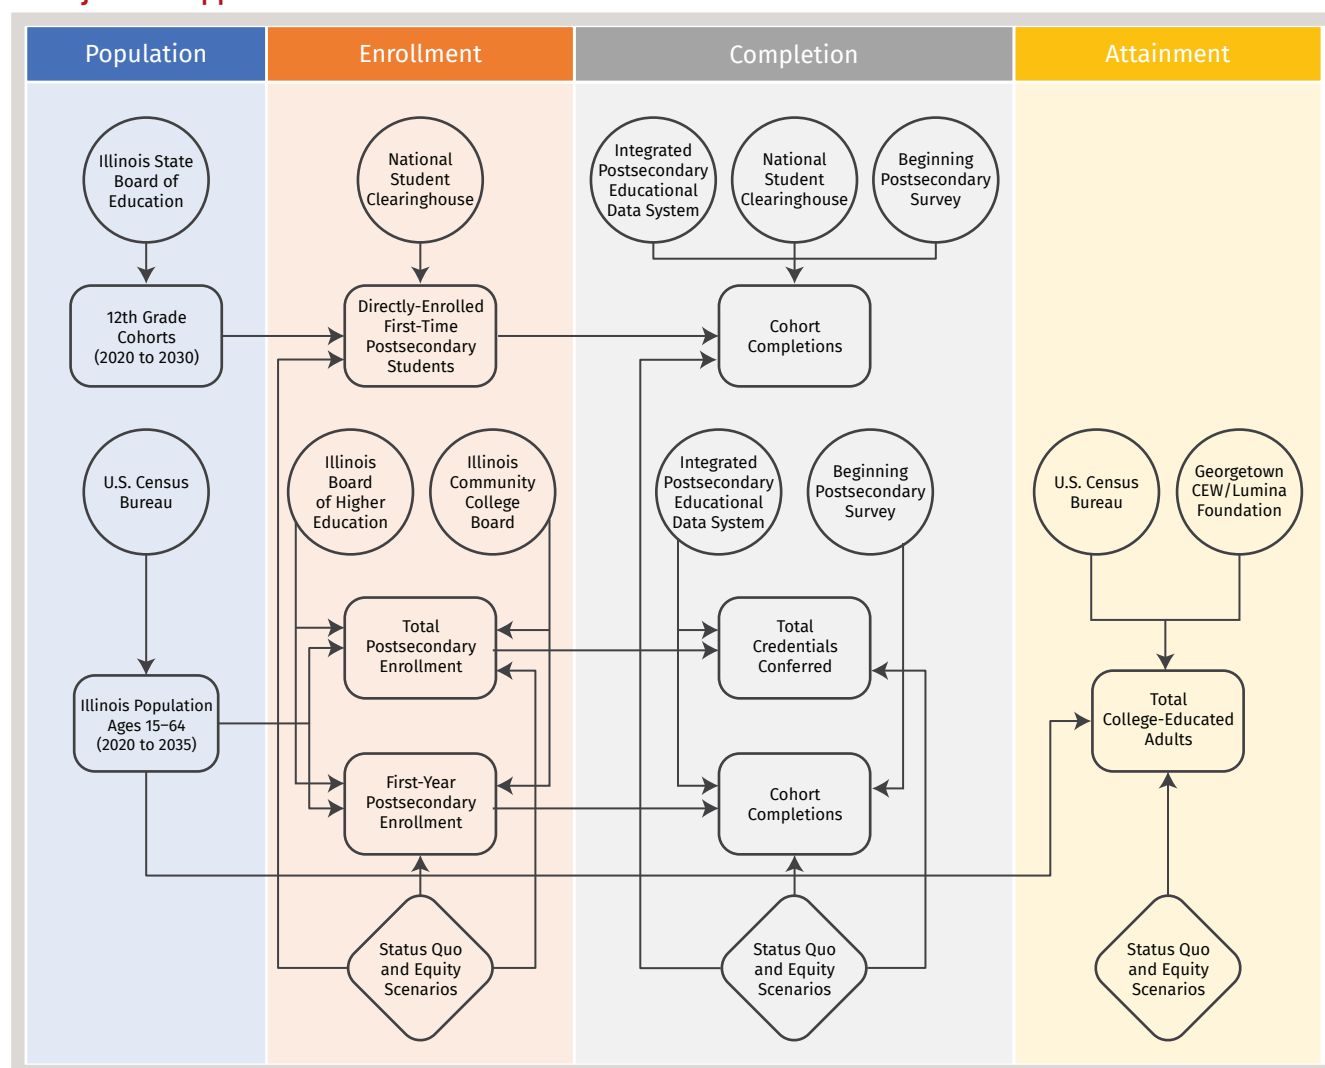 Population
Enrollment
Completion
Attainment
Illinois State
Board of
Education
National
Student
Clearinghouse
Integrated
Postsecondary
Educational
Data System
National
Student
Clearinghouse
Beginning
Postsecondary
Survey
12th Grade
Cohorts
(2020 to 2030)
Directly-Enrolled
First-Time
Postsecondary
Students
Cohort
Completions
U.S. Census
Bureau
Illinois
Board
of Higher
Education
Illinois
Community
College
Board
Integrated
Postsecondary
Educational
Data System
Beginning
Postsecondary
Survey
U.S. Census
Bureau
Georgetown
CEW/Lumina
Foundation
Total
Postsecondary
Enrollment
Total
Credentials
Conferred
Illinois Population
Ages 15–64
(2020 to 2035)
Total
College-Educated
Adults
First-Year
Postsecondary
Enrollment
Cohort
Completions
Status Quo
and Equity
Scenarios
Status Quo
and Equity
Scenarios
Status Quo
and Equity
Scenarios